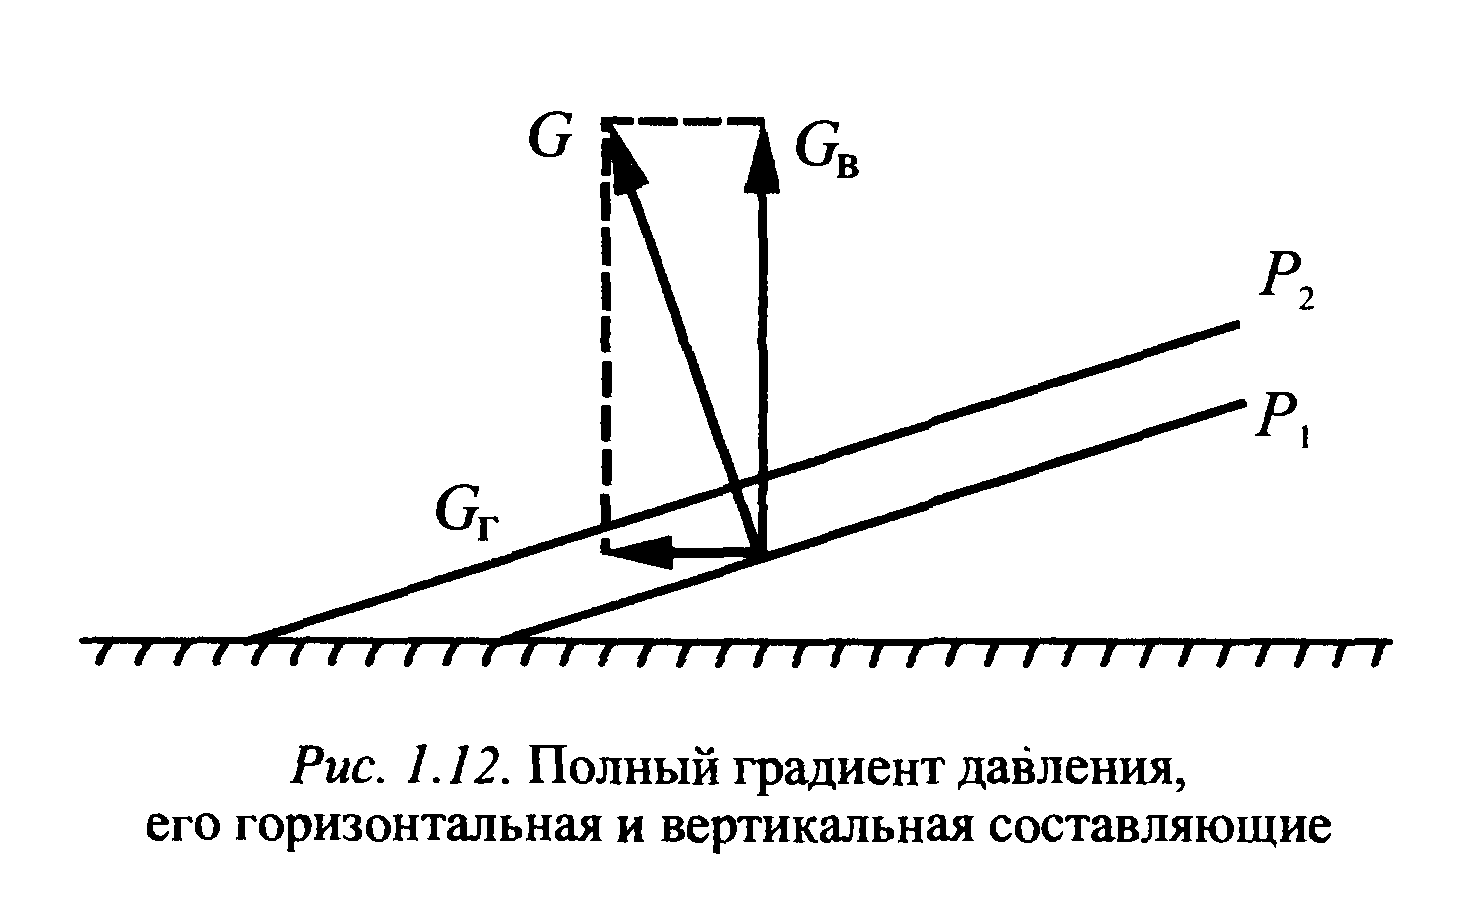 G
Gв
P2
P1
Gг
Рис. 1.12. Полный градиент давления,
его горизонтальная и вертикальная составляющие